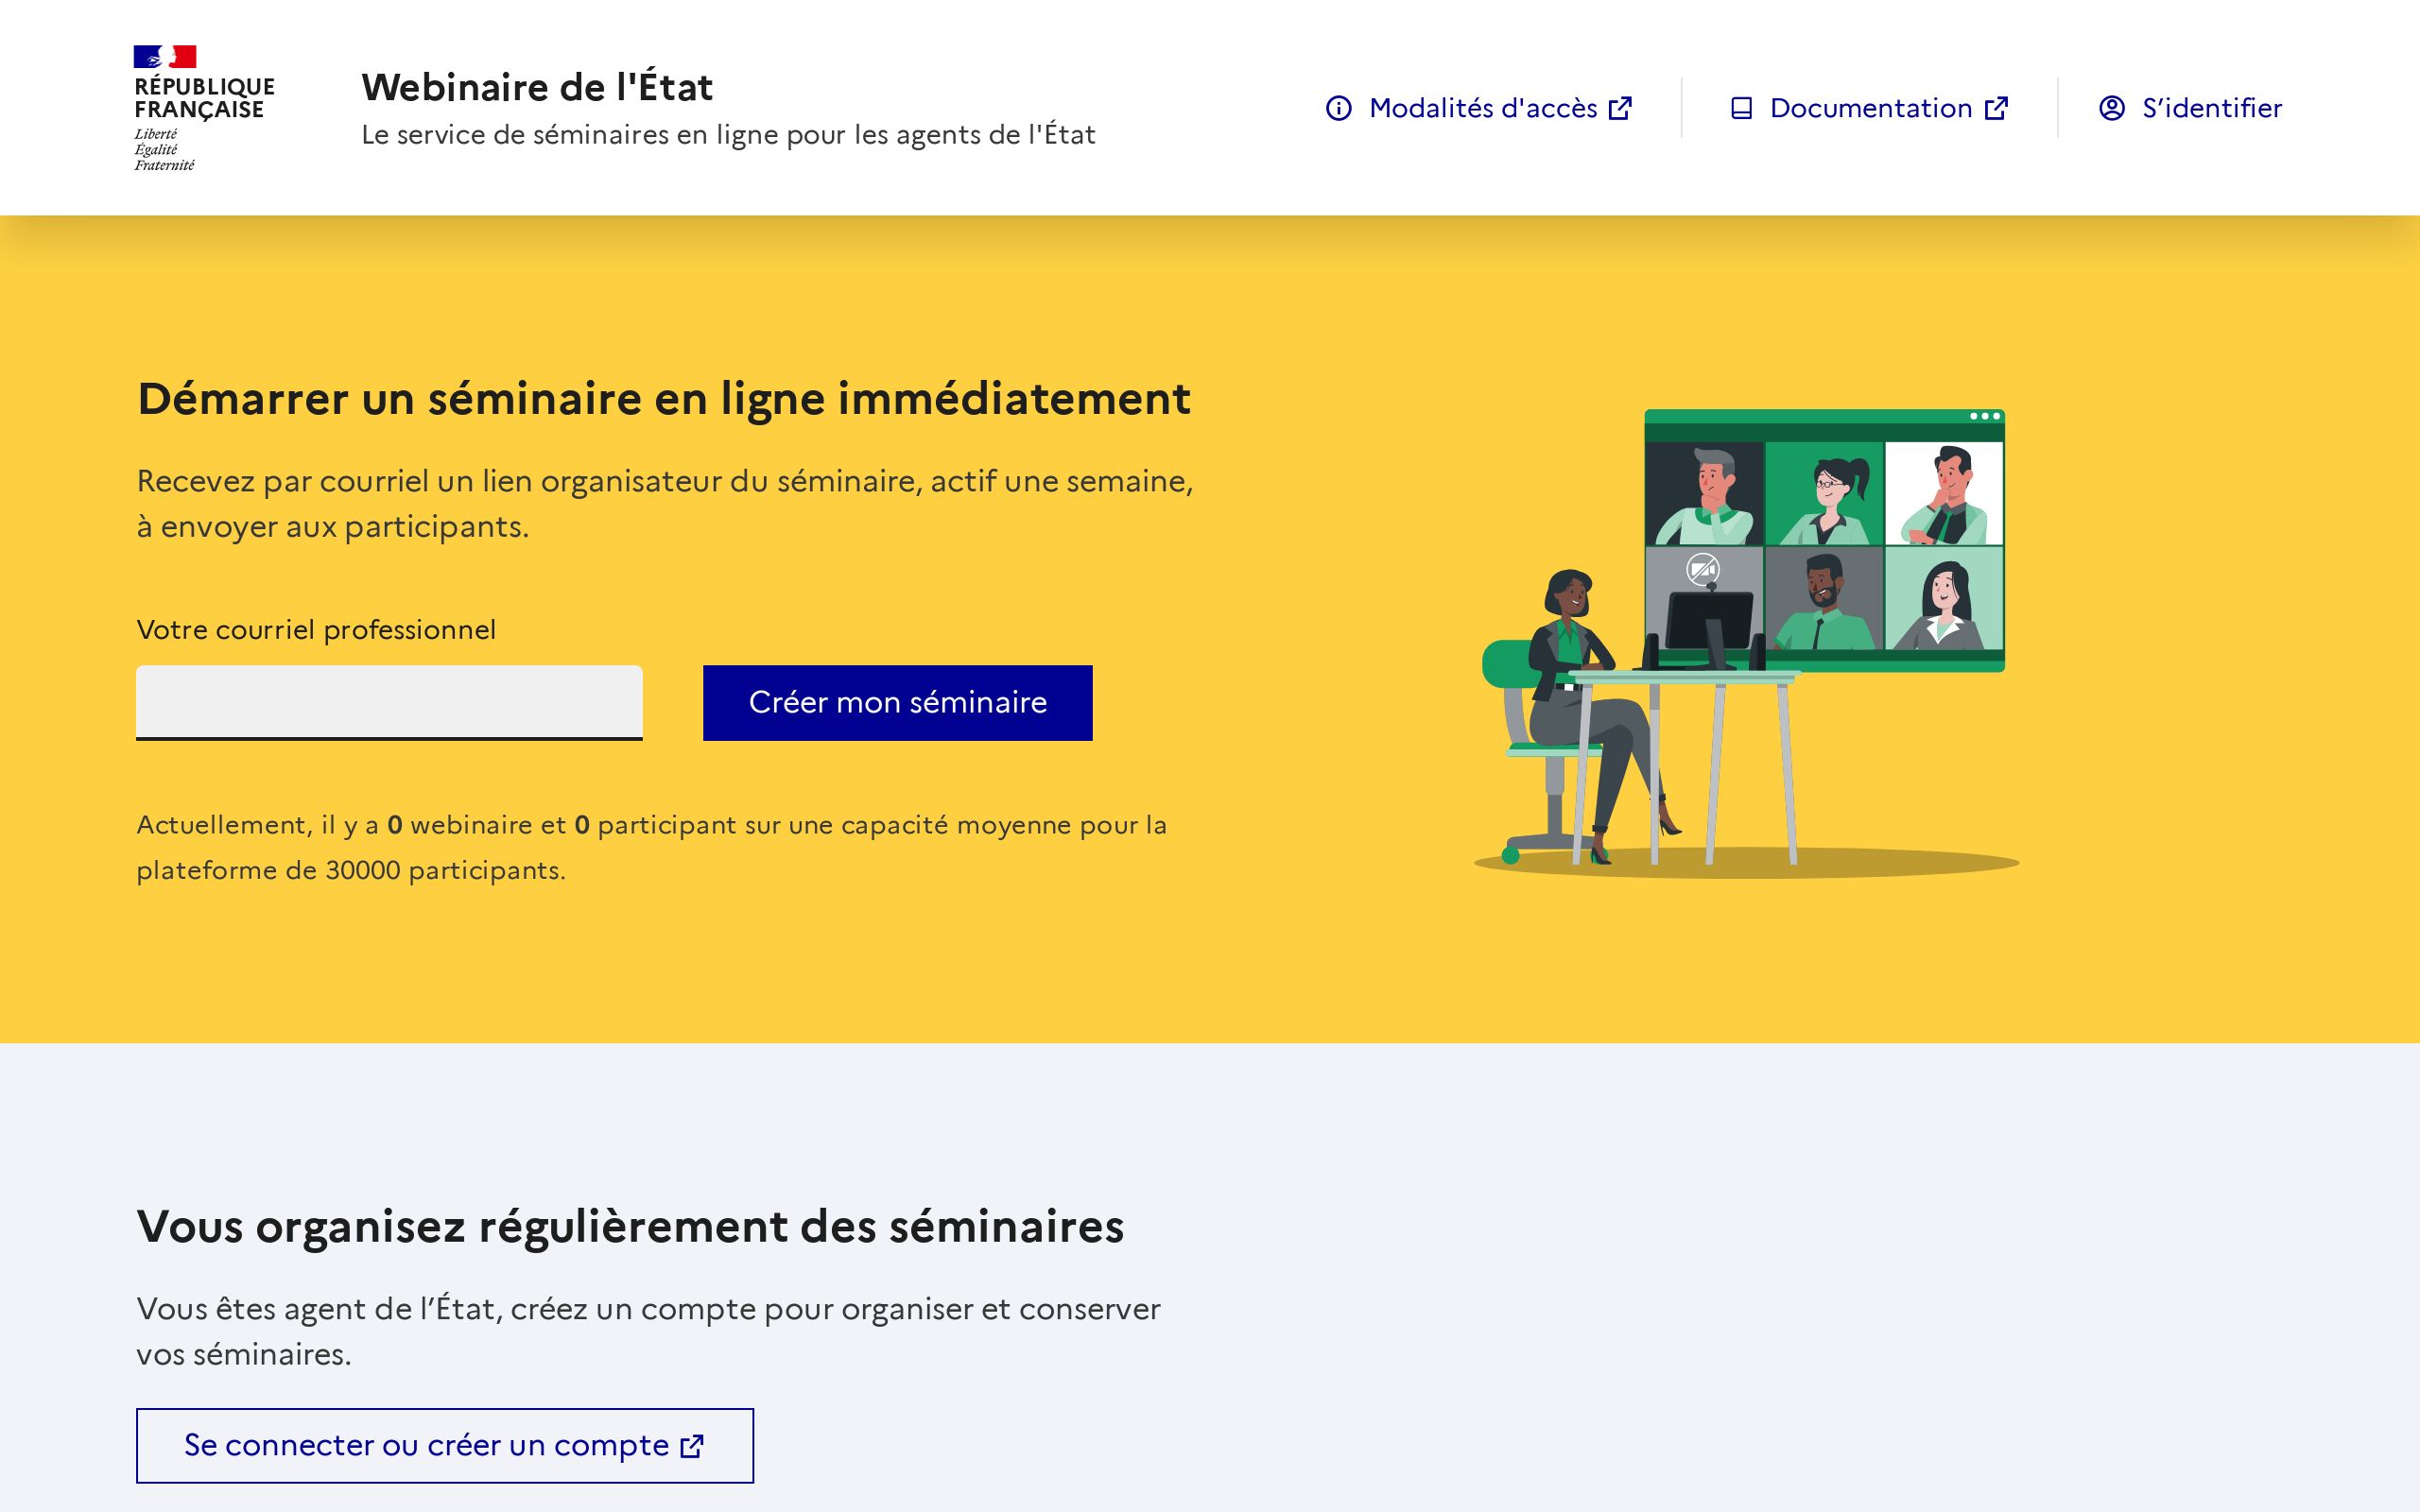 RÉPUBLIQUE
FRANÇAISE
Liberté
Égalité
Fraternité
Webinaire de l'État
Le service de séminaires en ligne pour les agents de l'État
Modalités d'accès
Documentation
S’identifier
Démarrer un séminaire en ligne immédiatement
Recevez par courriel un lien organisateur du séminaire, actif une semaine,
à envoyer aux participants.
Votre courriel professionnel
Créer mon séminaire
Actuellement, il y a 0 webinaire et 0 participant sur une capacité moyenne pour la
plateforme de 30000 participants.
Vous organisez régulièrement des séminaires
Vous êtes agent de l’État, créez un compte pour organiser et conserver
vos séminaires.
Se connecter ou créer un compte